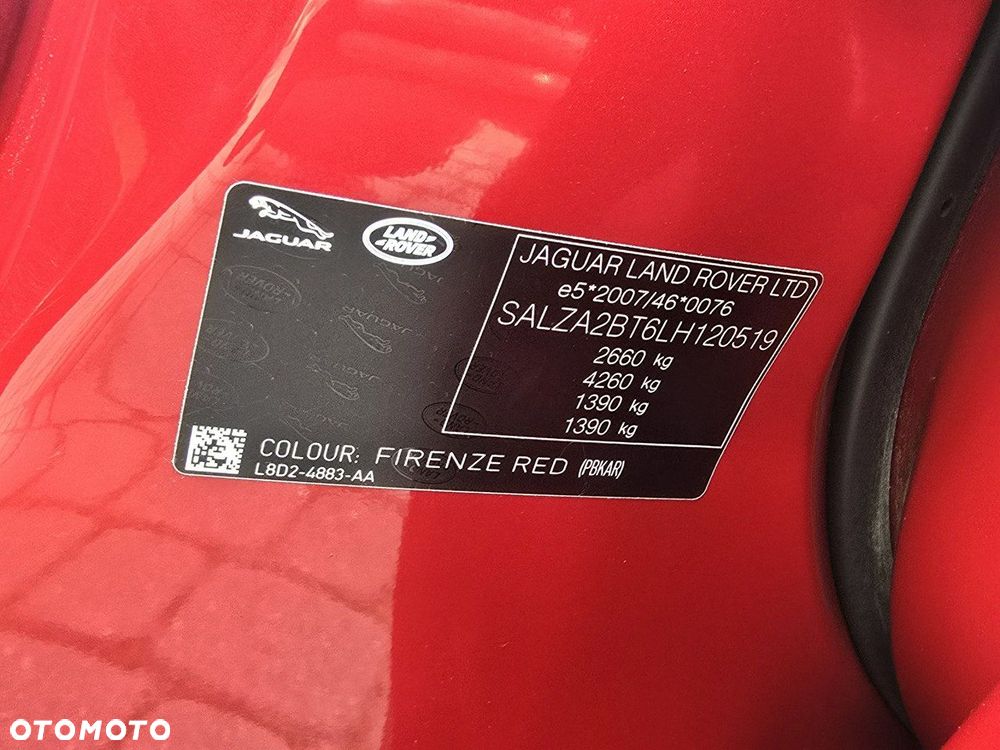 JAGUAR
LAND ROVER
JAGUAR LAND ROVER LTD
e5*2007/46*0076
SALZA2BT6LH120519
2660 kg
4260 kg
1390 kg
1390 kg
COLOUR: FIRENZE RED (PBKAR)
L8D2-4883-AA
OTOMOTO